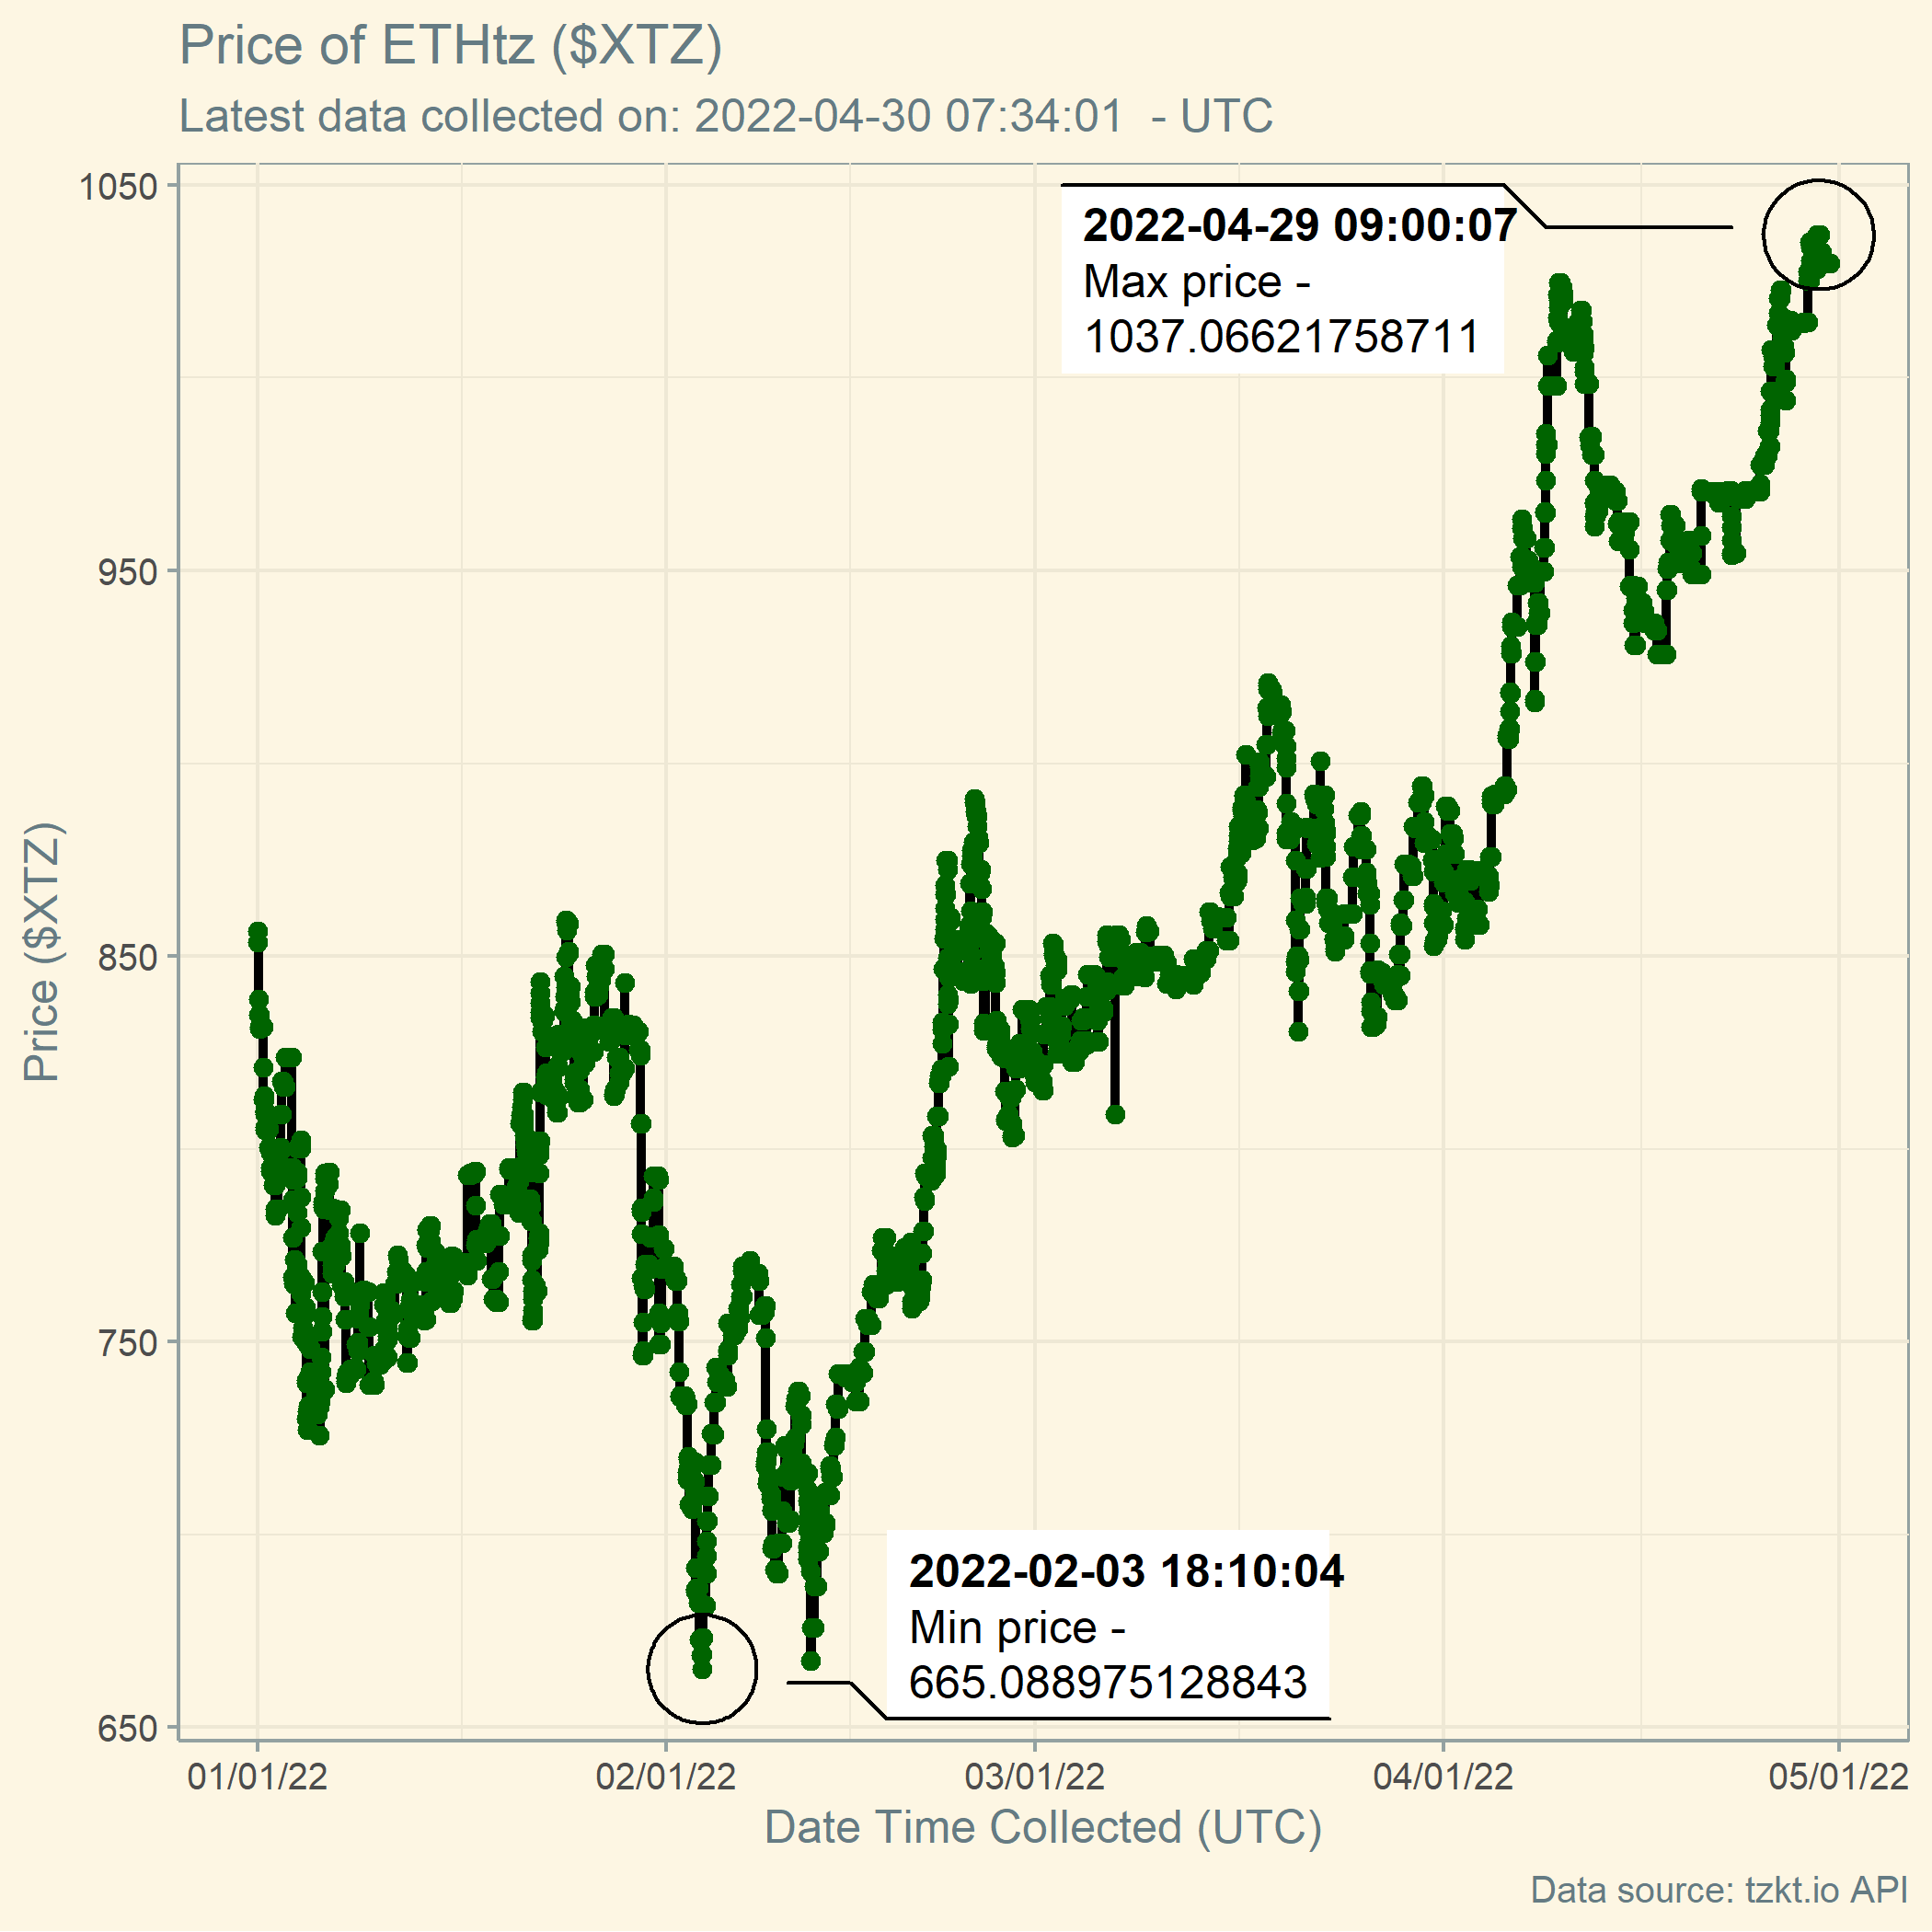 Price of ETHtz ($XTZ)
Latest data collected on: 2022-04-30 07:34:01  - UTC
1050
950
850
750
650
Price ($XTZ)
2022-04-29 09:00:07
Max price -
1037.06621758711
2022-02-03 18:10:04
Min price -
665.088975128843
01/01/22
02/01/22
03/01/22
04/01/22
05/01/22
Date Time Collected (UTC)
Data source: tzkt.io API